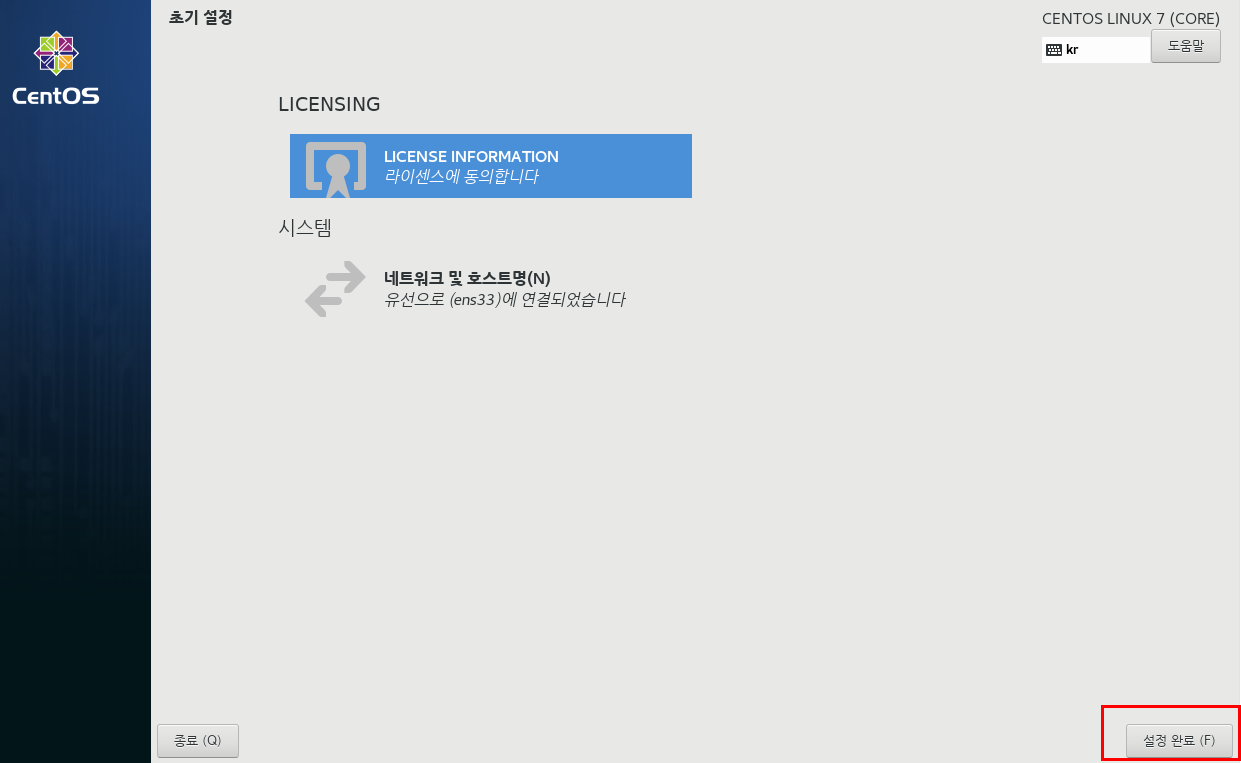 초기 설정
CENTOS LINUX 7 (CORE)
kr
도움말
CentOS
LICENSING
LICENSE INFORMATION
라이센스에 동의합니다
시스템
네트워크 및 호스트명(N)
유선으로 (ens33)에 연결되었습니다
종료 (Q)
설정 완료 (F)